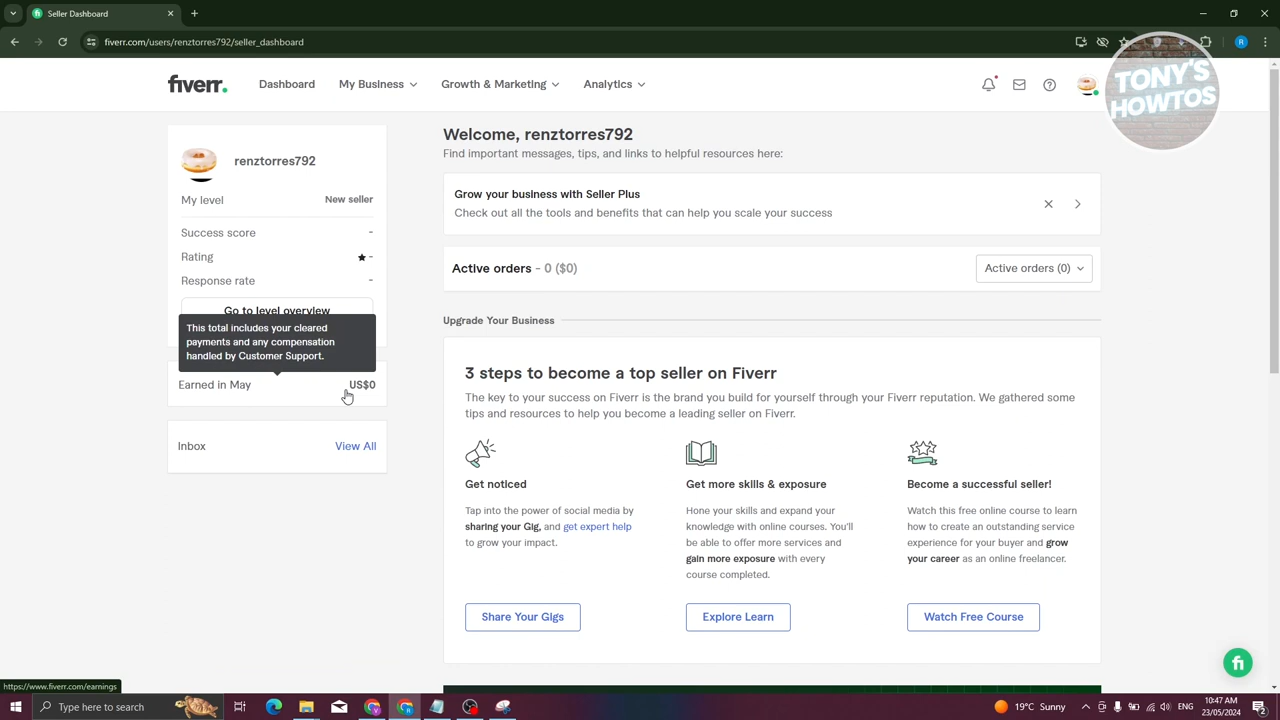 Seller Dashboard
fiverr.com/users/renztorres792/seller_dashboard
R
fiverr.
Dashboard
My Business
Growth & Marketing
Analytics
TONY'S
HOWTOS
renztorres792
My level
New seller
Success score
-
Rating
★ -
Response rate
-
Go to level overview
This total includes your cleared
payments and any compensation
handled by Customer Support.
Earned in May
US$0
Inbox
View All
Welcome, renztorres792
Find important messages, tips, and links to helpful resources here:
Grow your business with Seller Plus
Check out all the tools and benefits that can help you scale your success
Active orders - 0 ($0)
Active orders (0)
Upgrade Your Business
3 steps to become a top seller on Fiverr
The key to your success on Fiverr is the brand you build for yourself through your Fiverr reputation. We gathered some
tips and resources to help you become a leading seller on Fiverr.
Get noticed
Tap into the power of social media by
sharing your Gig, and get expert help
to grow your impact.
Share Your Gigs
Get more skills & exposure
Hone your skills and expand your
knowledge with online courses. You'll
be able to offer more services and
gain more exposure with every
course completed.
Explore Learn
Become a successful seller!
Watch this free online course to learn
how to create an outstanding service
experience for your buyer and grow
your career as an online freelancer.
Watch Free Course
fi
https://www.fiverr.com/earnings
Type here to search
19°C Sunny
10:47 AM
23/05/2024